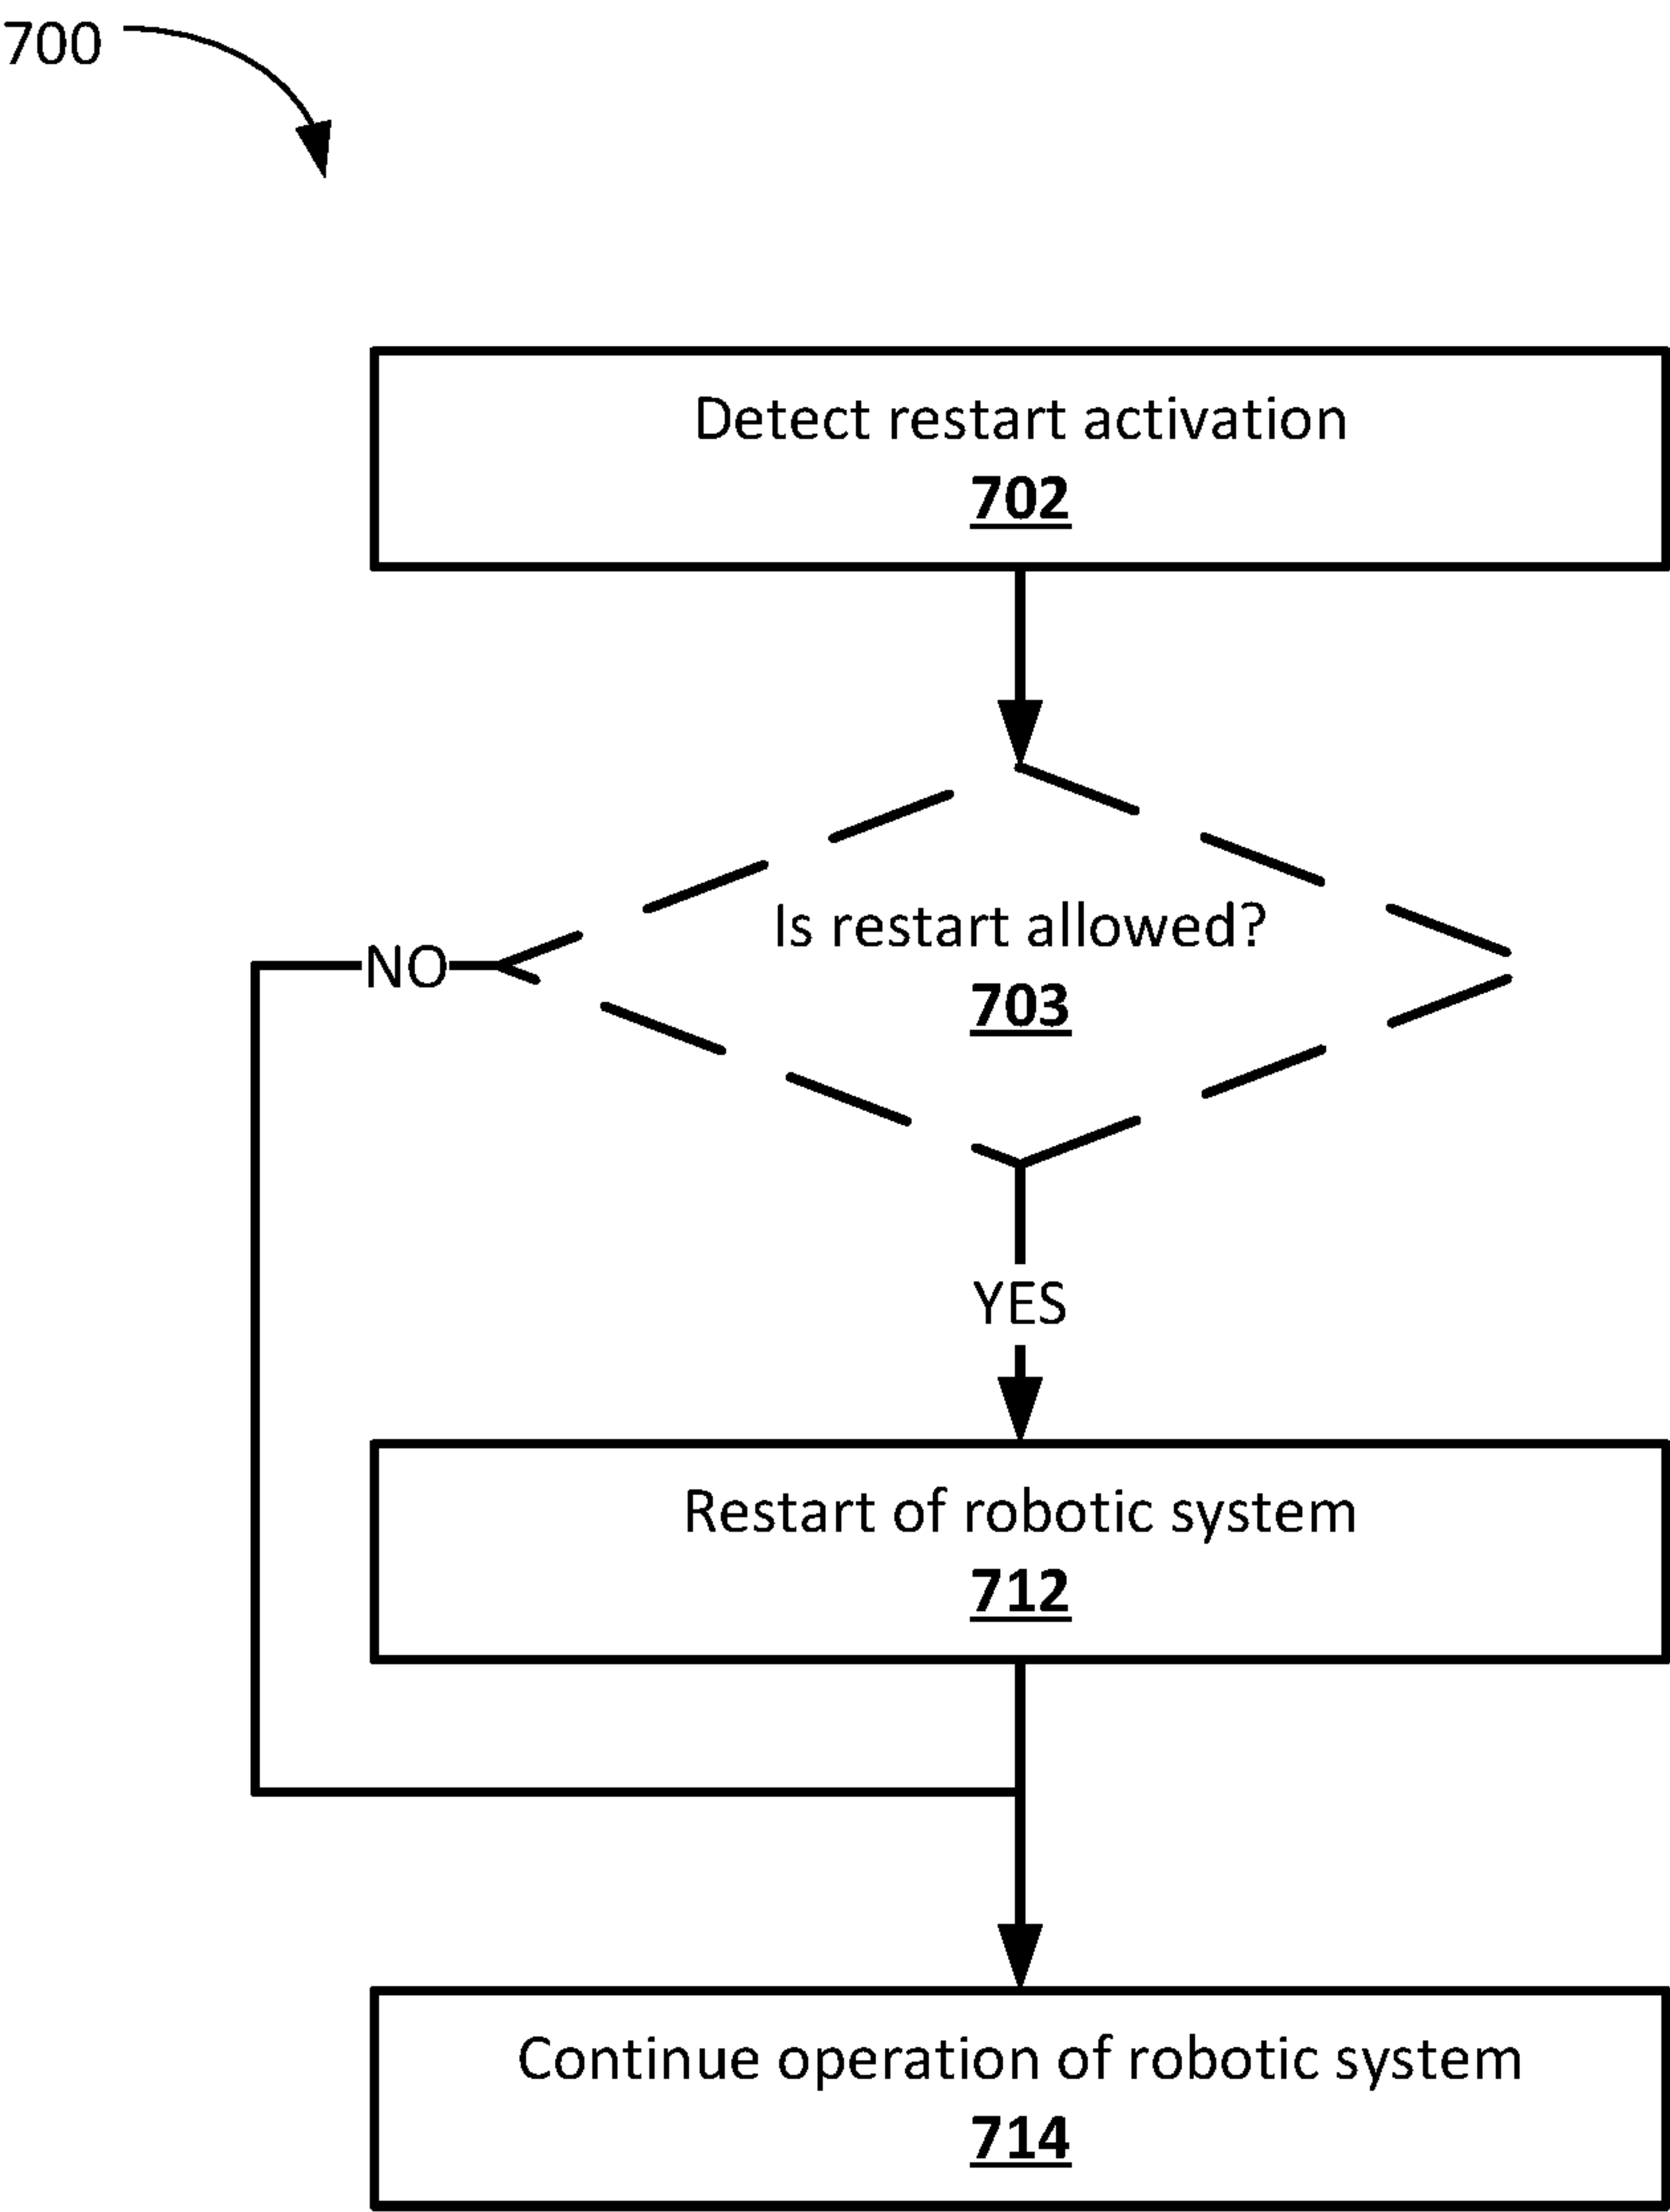 700
Detect restart activation
702
Is restart allowed?
703
NO
YES
Restart of robotic system
712
Continue operation of robotic system
714